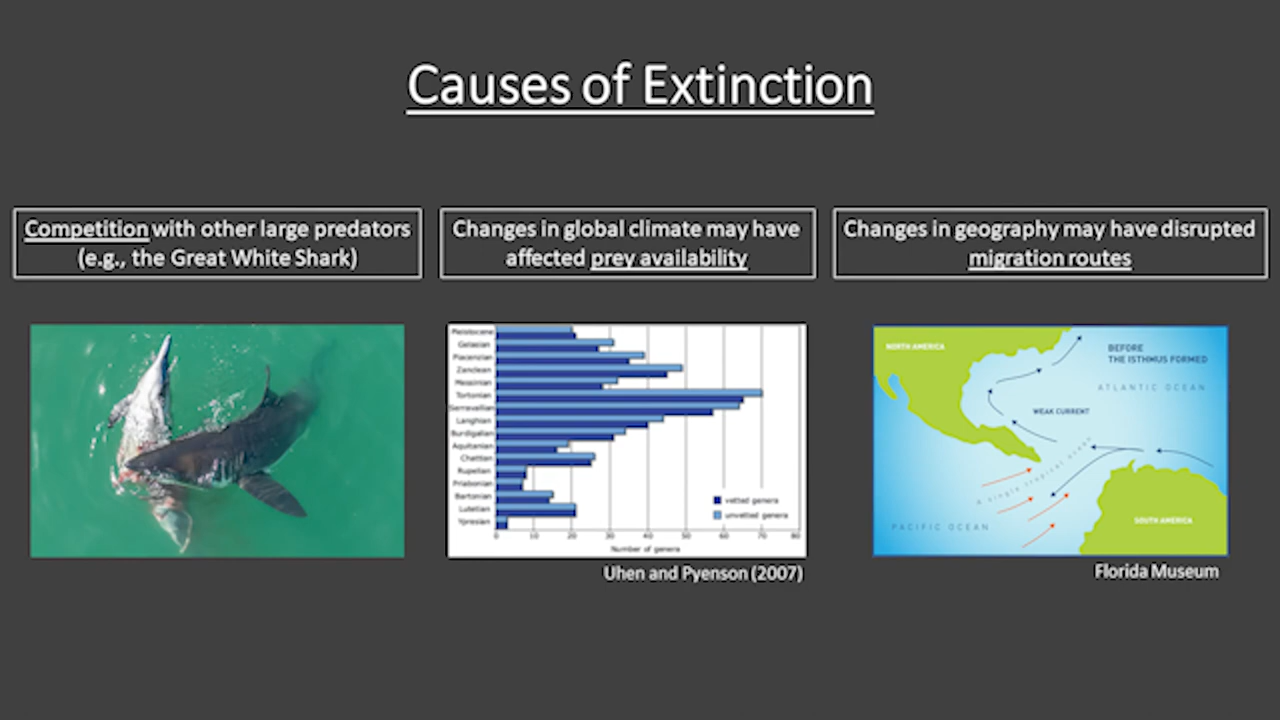 Causes of Extinction
Competition with other large predators
(e.g., the Great White Shark)
Changes in global climate may have
affected prey availability
Changes in geography may have disrupted
migration routes
Pleistocene
Gelasian
Piacenzian
Zanclean
Messinian
Tortonian
Serravallian
Langhian
Burdigalian
Aquitanian
Chattian
Rupelian
Priabonian
Bartonian
Lutetian
Ypresian
vetted genera
unvetted genera
0 10 20 30 40 50 60 70 80
Number of genera
Uhen and Pyenson (2007)
NORTH AMERICA
BEFORE
THE ISTHMUS FORMED
ATLANTIC OCEAN
WEAK CURRENT
A single tropical ocean
PACIFIC OCEAN
SOUTH AMERICA
Florida Museum